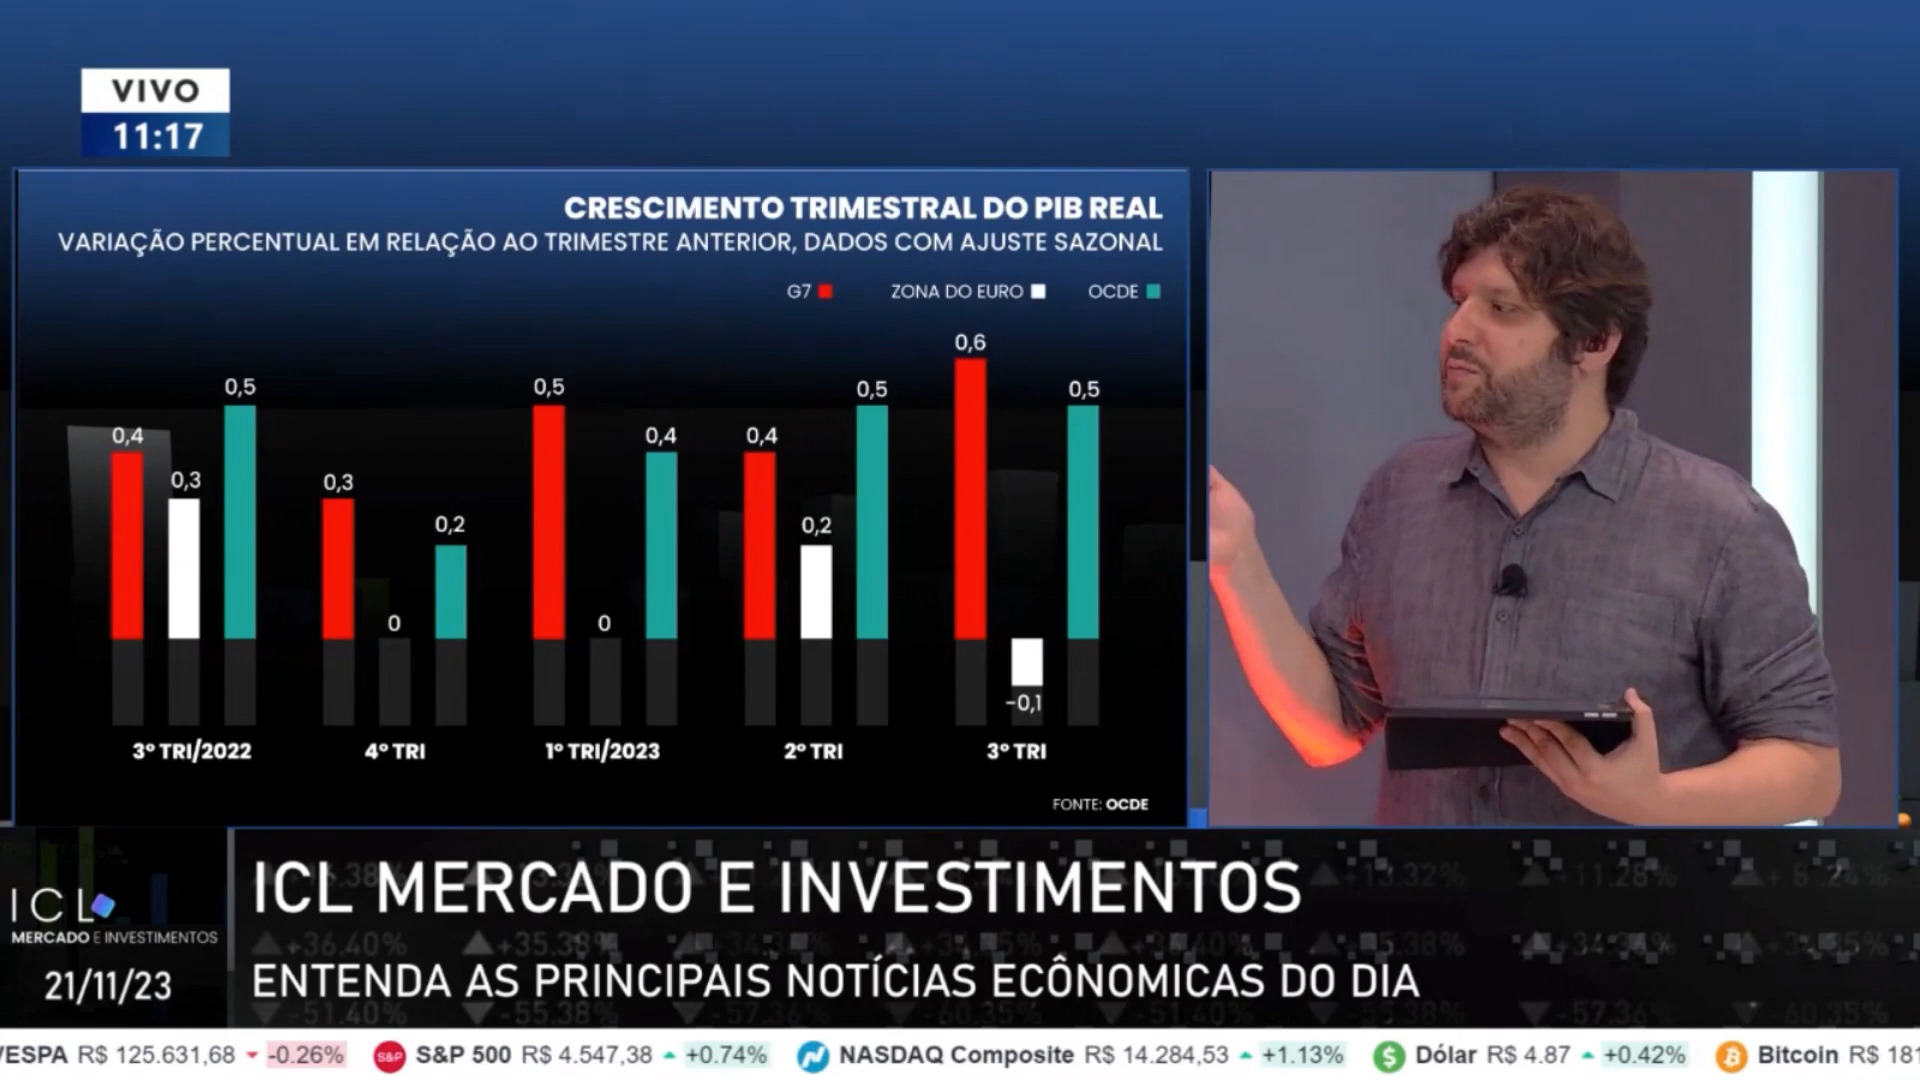 VIVO
11:17
CRESCIMENTO TRIMESTRAL DO PIB REAL
VARIAÇÃO PERCENTUAL EM RELAÇÃO AO TRIMESTRE ANTERIOR, DADOS COM AJUSTE SAZONAL
G7 ZONA DO EURO OCDE
0,4 0,3 0,5
0,3 0 0,2
0,5 0 0,4
0,4 0,2 0,5
0,6 -0,1 0,5
3º TRI/2022 4º TRI 1º TRI/2023 2º TRI 3º TRI
FONTE: OCDE
ICL
MERCADO E INVESTIMENTOS
21/11/23
ICL MERCADO E INVESTIMENTOS
ENTENDA AS PRINCIPAIS NOTÍCIAS ECÔNOMICAS DO DIA
VESPA R$ 125.631,68 -0.26% S&P S&P 500 R$ 4.547,38 +0.74% NASDAQ Composite R$ 14.284,53 +1.13% $ Dólar R$ 4.87 +0.42% Bitcoin R$ 181